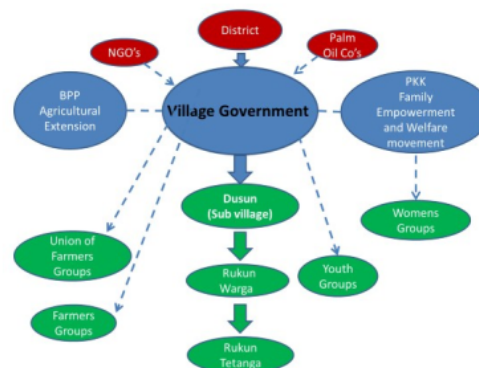 District
NGO's
Palm
Oil Co's
BPP
Agricultural
Extension
Village Government
PKK
Family
Empowerment
and Welfare
movement
Dusun
(Sub village)
Womens
Groups
Union of
Farmers
Groups
Rukun
Warga
Youth
Groups
Farmers
Groups
Rukun
Tetanga